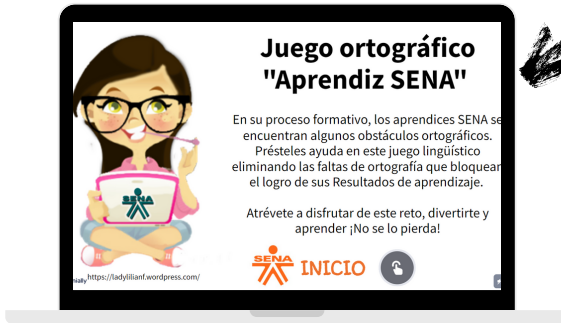 Juego ortográfico
"Aprendiz SENA"
En su proceso formativo, los aprendices SENA se
encuentran algunos obstáculos ortográficos.
Présteles ayuda en este juego lingüístico
eliminando las faltas de ortografía que bloquean
el logro de sus Resultados de aprendizaje.
Atrévete a disfrutar de este reto, divertirte y
aprender ¡No se lo pierda!
SENA
SENA
INICIO
nially
https://ladylilianf.wordpress.com/